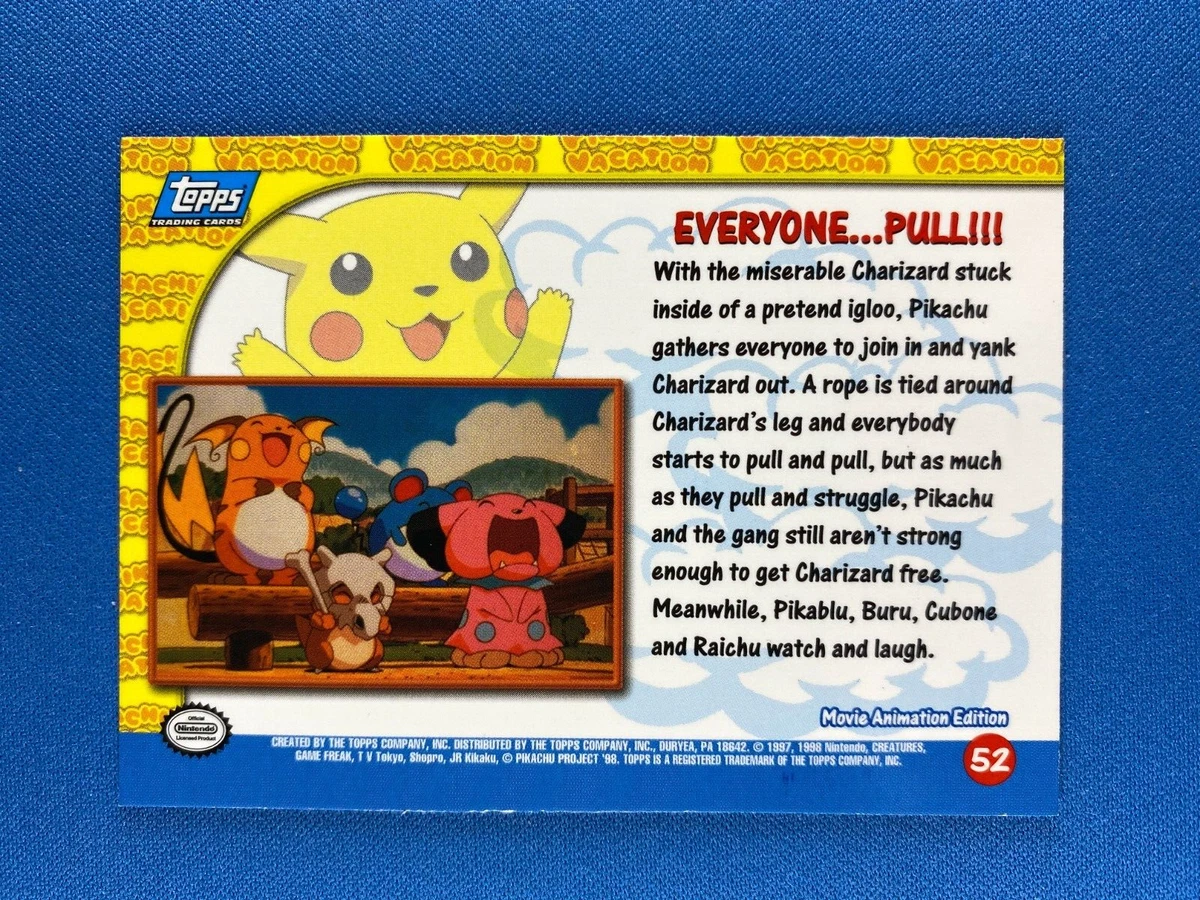 VACATION VACATION VACATION VACATION VACATION
topps
TRADING CARDS
EVERYONE...PULL!!!
With the miserable Charizard stuck
inside of a pretend igloo, Pikachu
gathers everyone to join in and yank
Charizard out. A rope is tied around
Charizard's leg and everybody
starts to pull and pull, but as much
as they pull and struggle, Pikachu
and the gang still aren't strong
enough to get Charizard free.
Meanwhile, Pikablu, Buru, Cubone
and Raichu watch and laugh.
Movie Animation Edition
Official
Nintendo
Licensed Product
CREATED BY THE TOPPS COMPANY, INC. DISTRIBUTED BY THE TOPPS COMPANY, INC., DURYEA, PA 18642. © 1997, 1998 Nintendo, CREATURES,
GAME FREAK, T V Tokyo, Shopro, JR Kikaku, © PIKACHU PROJECT '98. TOPPS IS A REGISTERED TRADEMARK OF THE TOPPS COMPANY, INC.
52